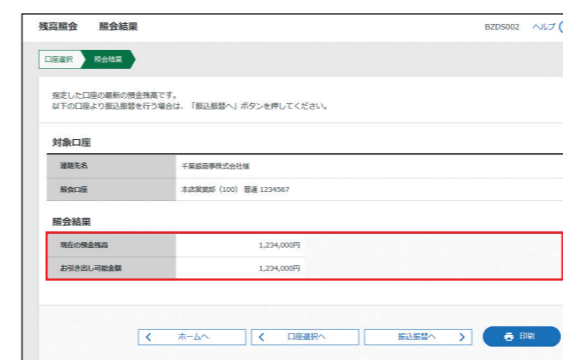 残高照会 照会結果
BZDS002 ヘルプ
口座選択 照会結果
指定した口座の最新の預金残高です。
以下の口座より振込振替を行う場合は、「振込振替へ」ボタンを押してください。
対象口座
連絡先名 千葉振商事株式会社様
照会口座 本店営業部（100） 普通 1234567
照会結果
現在の預金残高 1,234,000円
お引き出し可能金額 1,234,000円
ホームへ 口座選択へ 振込振替へ 印刷